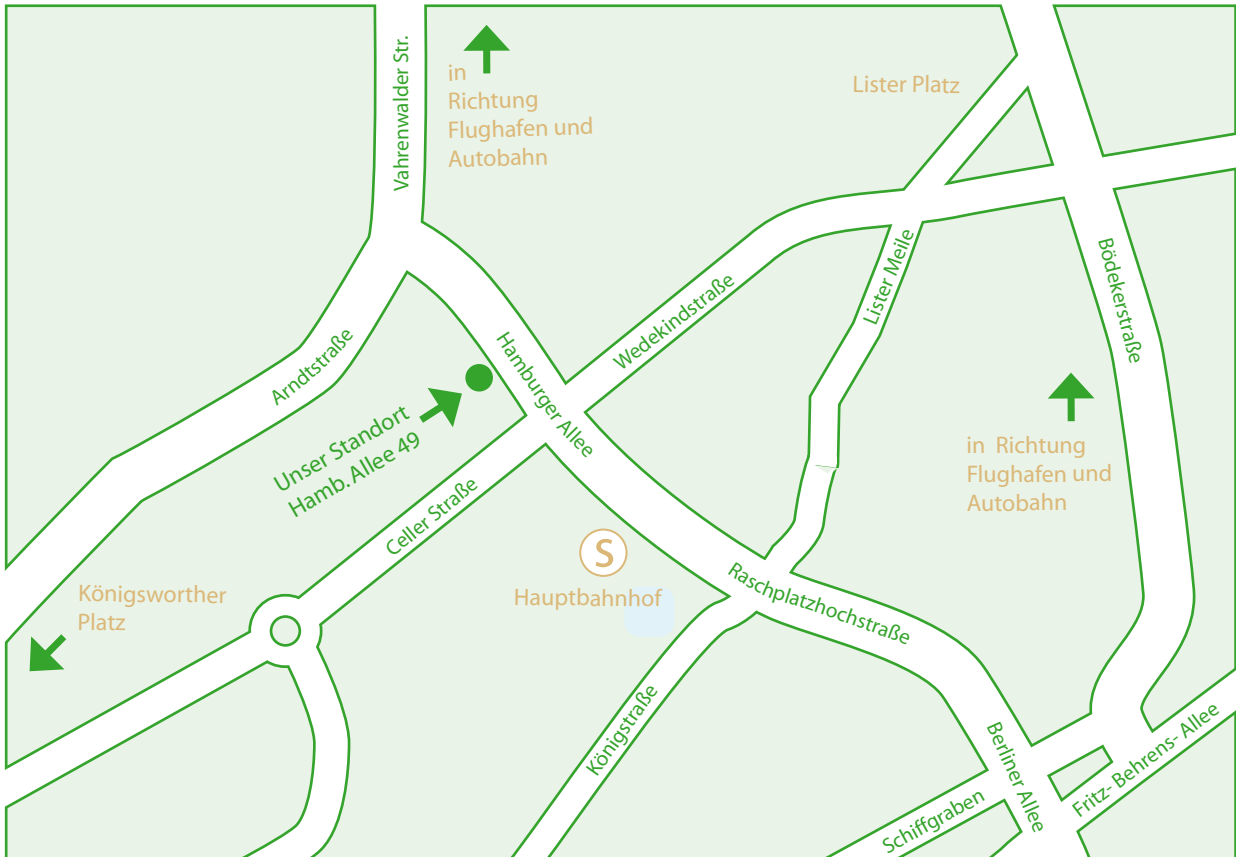 Vahrenwalder Str.
in
Richtung
Flughafen und
Autobahn
Lister Platz
Bödekerstraße
Lister Meile
Wedekindstraße
Hamburger Allee
Arndtstraße
Unser Standort
Hamb. Allee 49
Celler Straße
in Richtung
Flughafen und
Autobahn
S
Hauptbahnhof
Königsworther
Platz
Raschplatzhochstraße
Königstraße
Berliner Allee
Schiffgraben
Fritz- Behrens- Allee